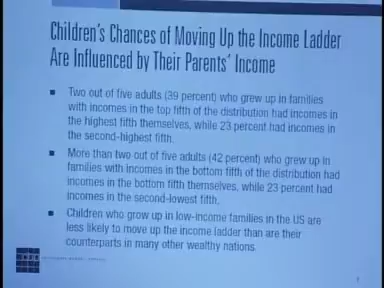 Children's Chances of Moving Up the Income Ladder
Are Influenced by Their Parents' Income
Two out of five adults (39 percent) who grew up in families
with incomes in the top fifth of the distribution had incomes in
the highest fifth themselves, while 23 percent had incomes in
the second-highest fifth.
More than two out of five adults (42 percent) who grew up in
families with incomes in the bottom fifth of the distribution had
incomes in the bottom fifth themselves, while 23 percent had
incomes in the second-lowest fifth.
Children who grow up in low-income families in the US are
less likely to move up the income ladder than are their
counterparts in many other wealthy nations.